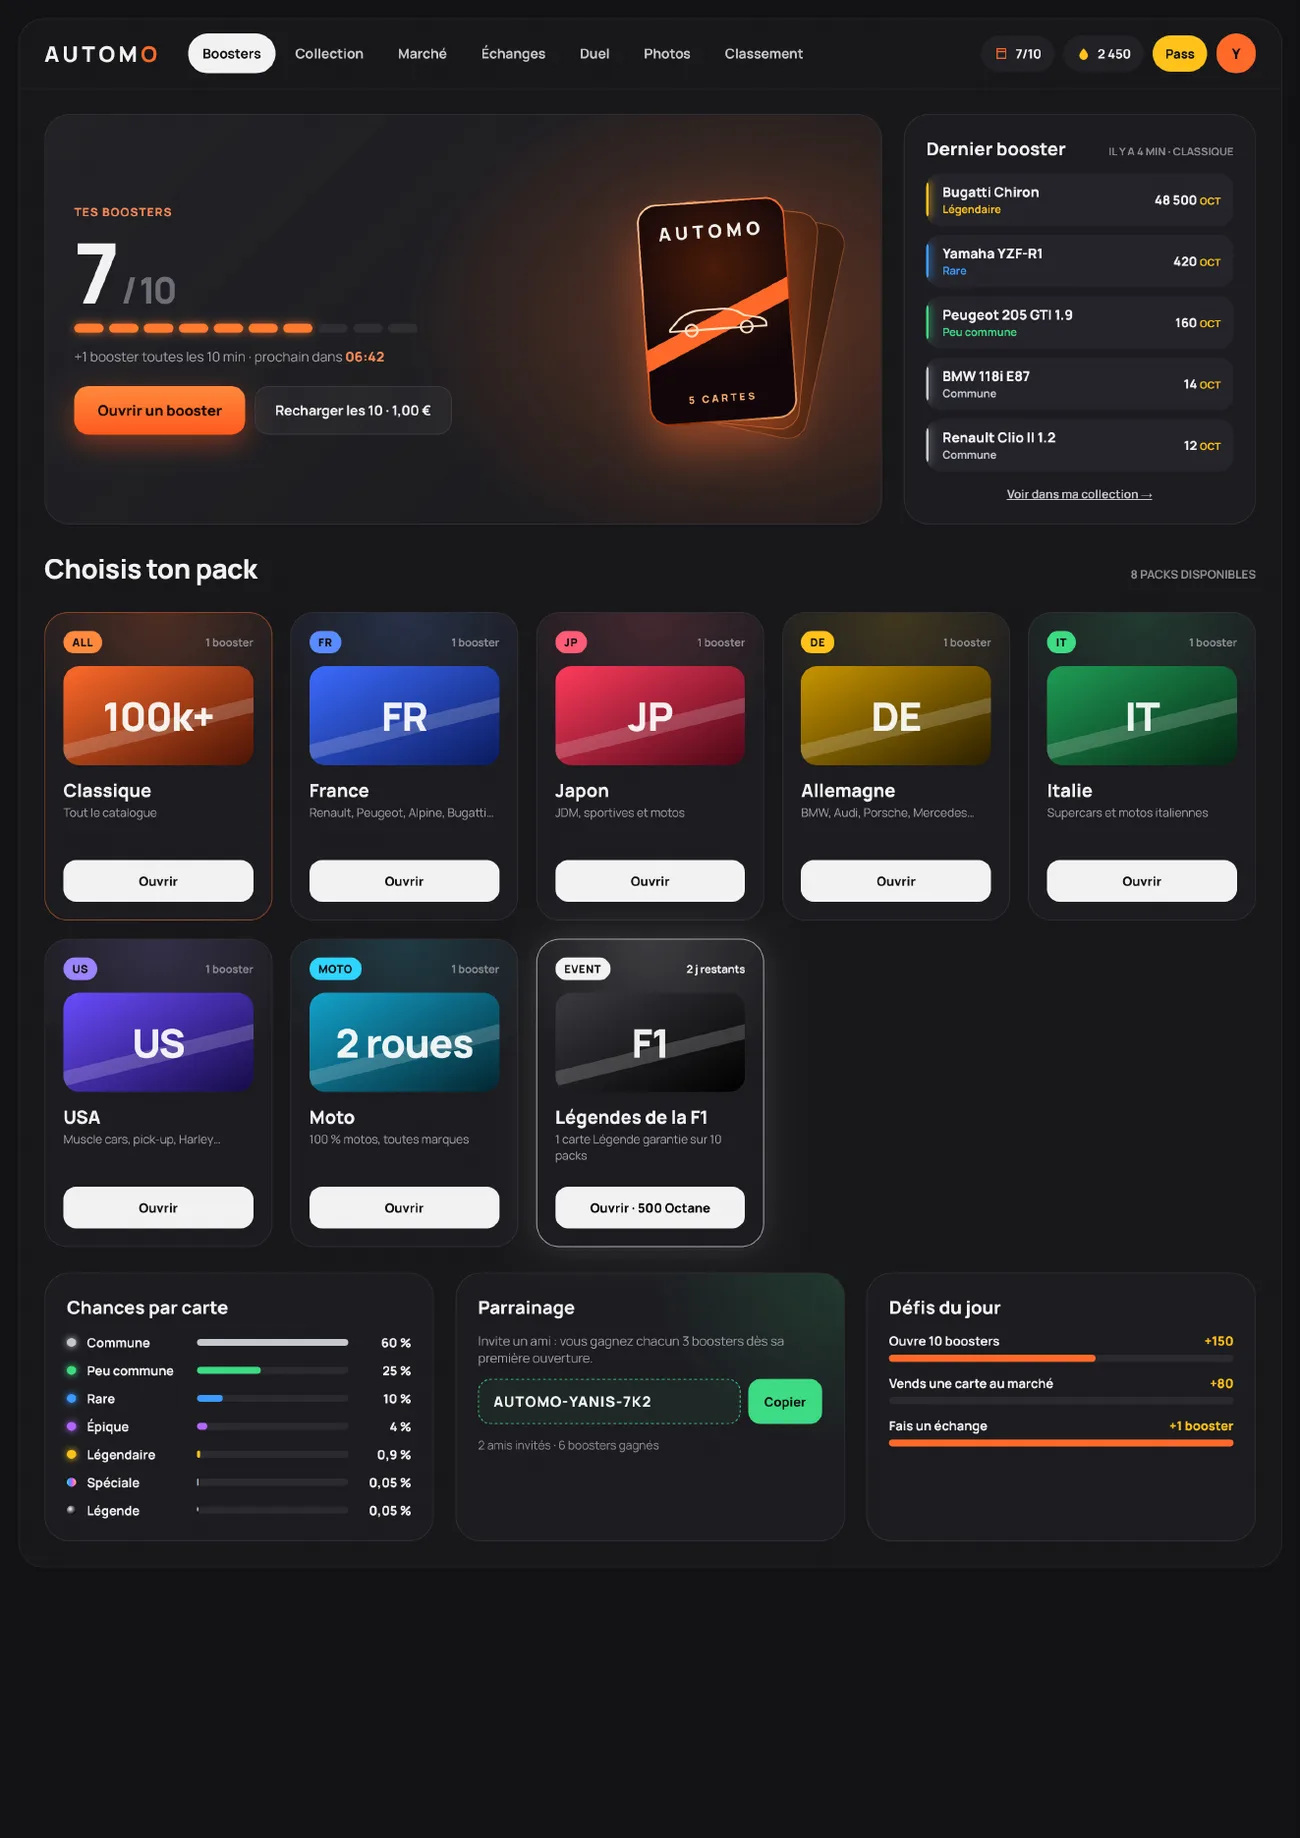 AUTOMO
Boosters
Collection
Marché
Échanges
Duel
Photos
Classement
7/10
2 450
Pass
Y
TES BOOSTERS
7 / 10
+1 booster toutes les 10 min · prochain dans 06:42
Ouvrir un booster
Recharger les 10 · 1,00 €
AUTOMO
5 CARTES
Dernier booster
IL Y A 4 MIN · CLASSIQUE
Bugatti Chiron
Légendaire
48 500 OCT
Yamaha YZF-R1
Rare
420 OCT
Peugeot 205 GTI 1.9
Peu commune
160 OCT
BMW 118i E87
Commune
14 OCT
Renault Clio II 1.2
Commune
12 OCT
Voir dans ma collection →
Choisis ton pack
8 PACKS DISPONIBLES
ALL
1 booster
100k+
Classique
Tout le catalogue
Ouvrir
FR
1 booster
FR
France
Renault, Peugeot, Alpine, Bugatti…
Ouvrir
JP
1 booster
JP
Japon
JDM, sportives et motos
Ouvrir
DE
1 booster
DE
Allemagne
BMW, Audi, Porsche, Mercedes…
Ouvrir
IT
1 booster
IT
Italie
Supercars et motos italiennes
Ouvrir
US
1 booster
US
USA
Muscle cars, pick-up, Harley…
Ouvrir
MOTO
1 booster
2 roues
Moto
100 % motos, toutes marques
Ouvrir
EVENT
2 j restants
F1
Légendes de la F1
1 carte Légende garantie sur 10
packs
Ouvrir · 500 Octane
Chances par carte
Commune 60 %
Peu commune 25 %
Rare 10 %
Épique 4 %
Légendaire 0,9 %
Spéciale 0,05 %
Légende 0,05 %
Parrainage
Invite un ami : vous gagnez chacun 3 boosters dès sa
première ouverture.
AUTOMO-YANIS-7K2
Copier
2 amis invités · 6 boosters gagnés
Défis du jour
Ouvre 10 boosters +150
Vends une carte au marché +80
Fais un échange +1 booster